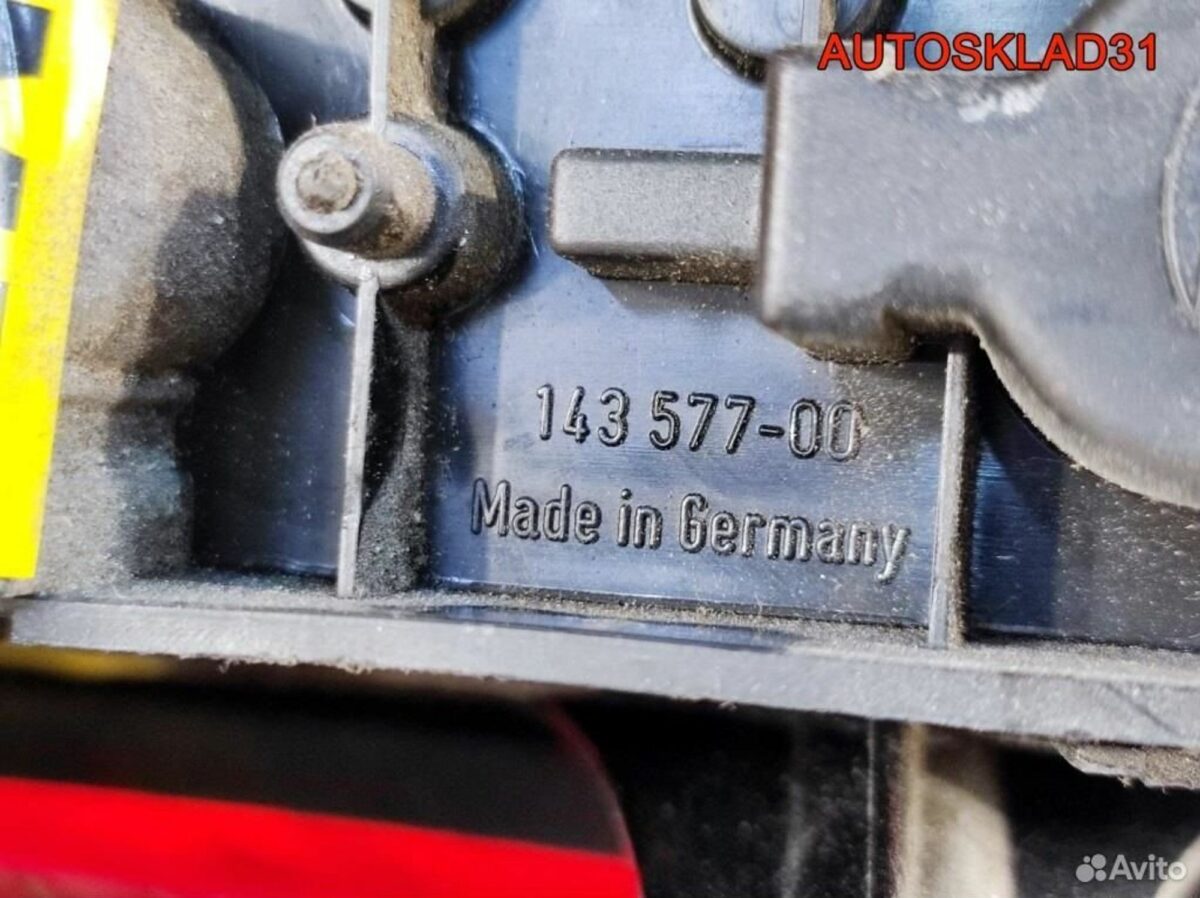 AUTOSKLAD31
143 577-00
Made in Germany
Avito